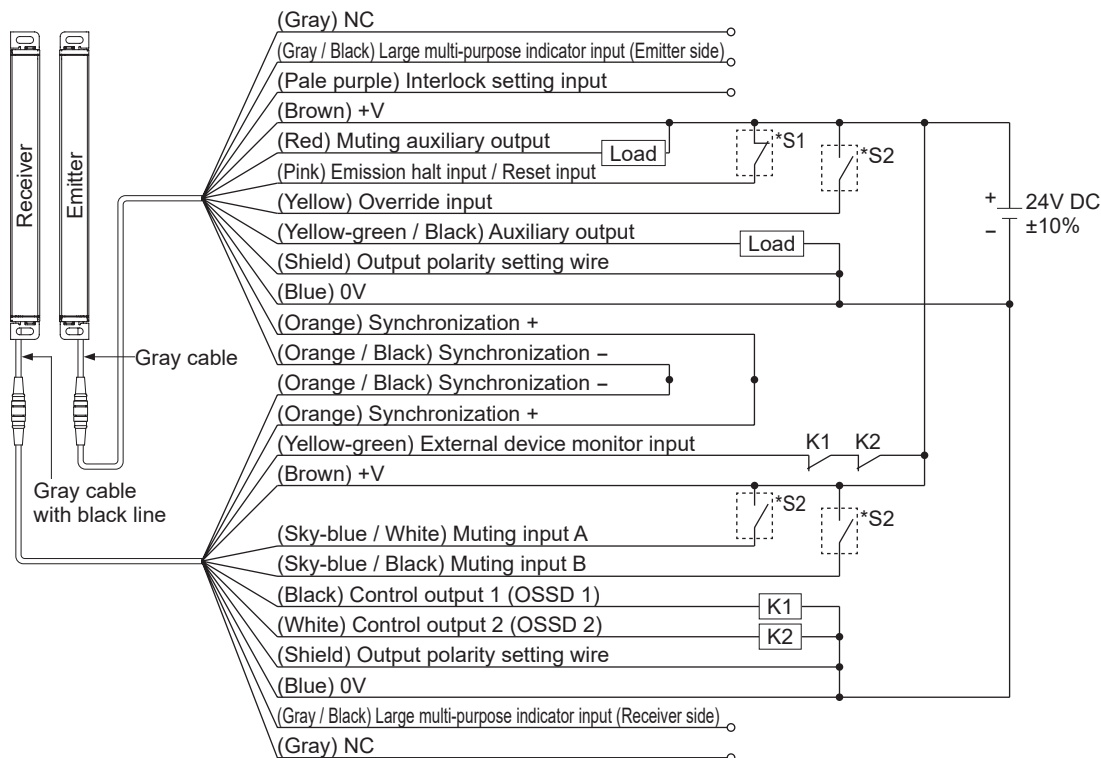 Receiver
Emitter
Gray cable
Gray cable
with black line
(Gray) NC
(Gray / Black) Large multi-purpose indicator input (Emitter side)
(Pale purple) Interlock setting input
(Brown) +V
(Red) Muting auxiliary output
Load
*S1
*S2
(Pink) Emission halt input / Reset input
(Yellow) Override input
+ 24V DC
– ±10%
(Yellow-green / Black) Auxiliary output
Load
(Shield) Output polarity setting wire
(Blue) 0V
(Orange) Synchronization +
(Orange / Black) Synchronization –
(Orange / Black) Synchronization –
(Orange) Synchronization +
(Yellow-green) External device monitor input
K1 K2
(Brown) +V
*S2
*S2
(Sky-blue / White) Muting input A
(Sky-blue / Black) Muting input B
(Black) Control output 1 (OSSD 1)
K1
(White) Control output 2 (OSSD 2)
K2
(Shield) Output polarity setting wire
(Blue) 0V
(Gray / Black) Large multi-purpose indicator input (Receiver side)
(Gray) NC